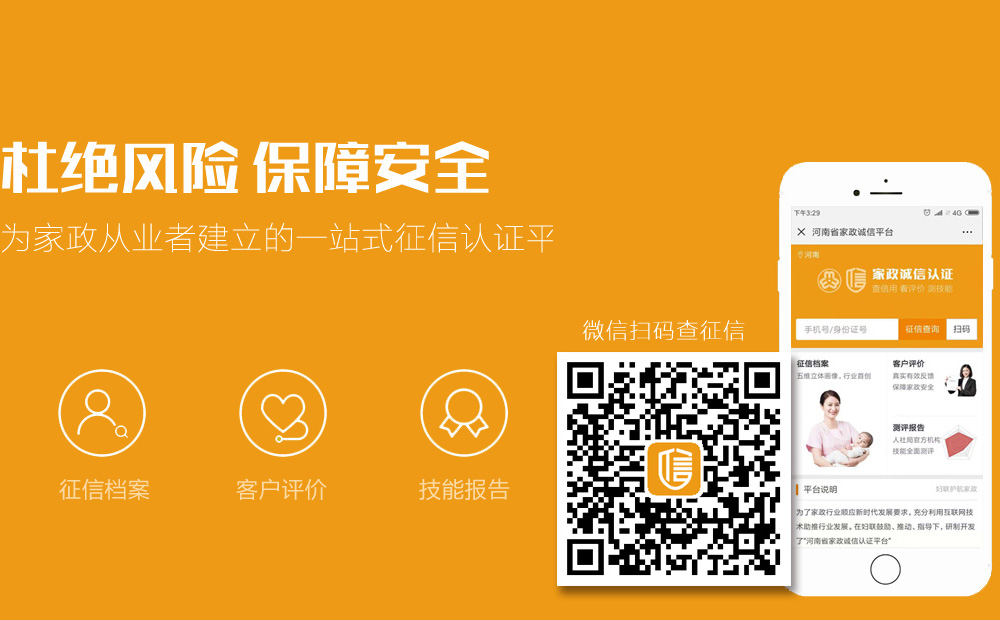 杜绝风险 保障安全
为家政从业者建立的一站式征信认证平
征信档案
客户评价
技能报告
微信扫码查征信
信
下午3:29
4G
河南省家政诚信平台
河南
信
家政诚信认证
查信用 看评价 测技能
手机号/身份证号
征信查询
扫码
征信档案
五维立体画像，行业首创
客户评价
真实有效反馈
保障家政安全
测评报告
人社局官方机构
技能全面测评
平台说明
妇联护航家政
为了家政行业顺应新时代发展要求，充分利用互联网技
术助推行业发展。在妇联鼓励、推动、指导下，研制开发
了“河南省家政诚信认证平台”